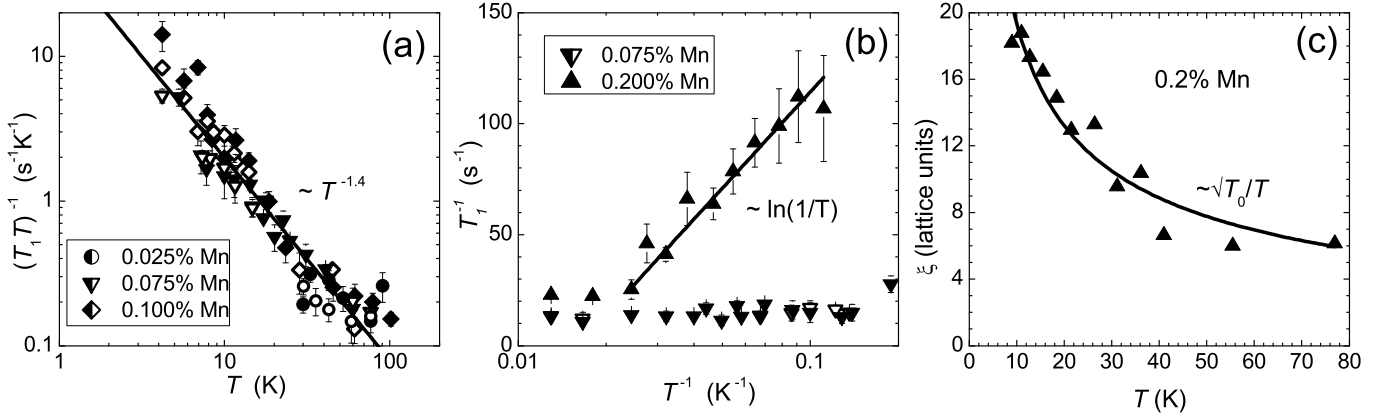 (a)
(T₁T)⁻¹ (s⁻¹K⁻¹)
10
1
0.1
~ T⁻¹·⁴
0.025% Mn
0.075% Mn
0.100% Mn
1
10
100
T (K)
(b)
T₁⁻¹ (s⁻¹)
150
100
50
0
0.075% Mn
0.200% Mn
~ ln(1/T)
0.01
0.1
T⁻¹ (K⁻¹)
(c)
ξ (lattice units)
20
16
12
8
4
0
0.2% Mn
~√T₀/T
0
10
20
30
40
50
60
70
80
T (K)